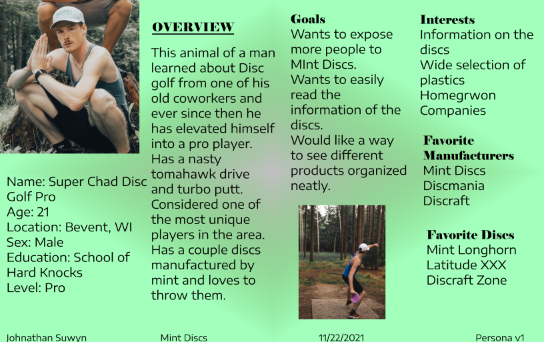 OVERVIEW
This animal of a man
learned about Disc
golf from one of his
old coworkers and
ever since then he
has elevated himself
into a pro player.
Has a nasty
tomahawk drive
and turbo putt.
Considered one of
the most unique
players in the area.
Has a couple discs
manufactured by
mint and loves to
throw them.
Name: Super Chad Disc
Golf Pro
Age: 21
Location: Bevent, WI
Sex: Male
Education: School of
Hard Knocks
Level: Pro
Goals
Wants to expose
more people to
MInt Discs.
Wants to easily
read the
information of the
discs.
Would like a way
to see different
products organized
neatly.
Interests
Information on the
discs
Wide selection of
plastics
Homegrwon
Companies
Favorite
Manufacturers
Mint Discs
Discmania
Discraft
Favorite Discs
Mint Longhorn
Latitude XXX
Discraft Zone
Johnathan Suwyn
Mint Discs
11/22/2021
Persona v1